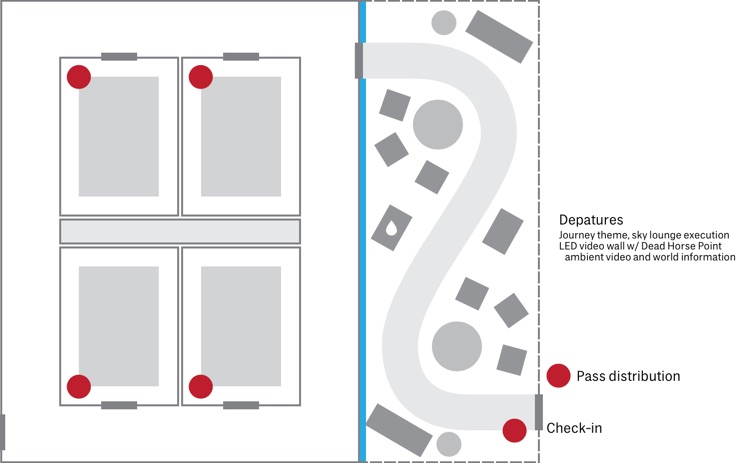 Depatures
Journey theme, sky lounge execution
LED video wall w/ Dead Horse Point
ambient video and world information
Pass distribution
Check-in